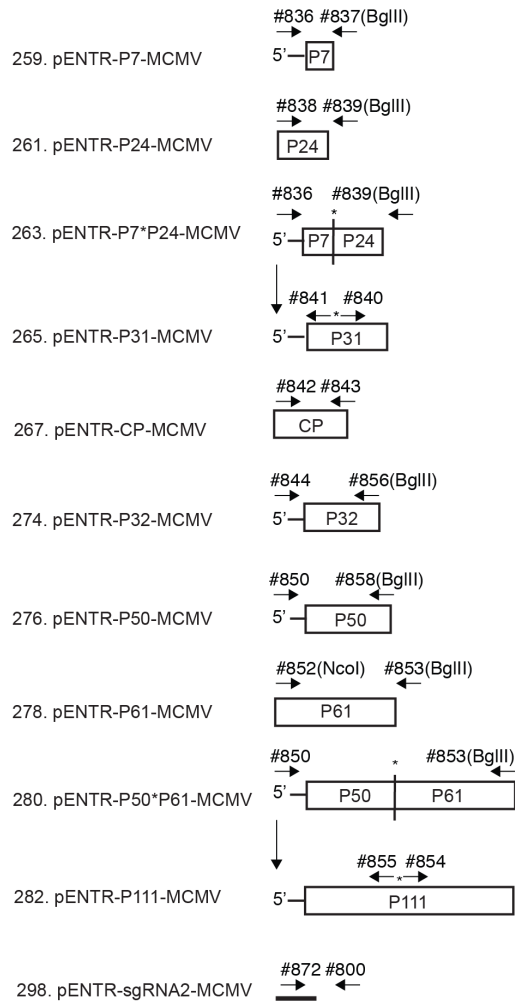 #836 #837(BglII)
259. pENTR-P7-MCMV 5' P7
#838 #839(BglII)
261. pENTR-P24-MCMV P24
#836 #839(BglII)
*
263. pENTR-P7*P24-MCMV 5' P7 P24
#841 #840
*
265. pENTR-P31-MCMV 5' P31
#842 #843
267. pENTR-CP-MCMV CP
#844 #856(BglII)
274. pENTR-P32-MCMV 5' P32
#850 #858(BglII)
276. pENTR-P50-MCMV 5' P50
#852(NcoI) #853(BglII)
278. pENTR-P61-MCMV P61
#850 * #853(BglII)
280. pENTR-P50*P61-MCMV 5' P50 P61
#855 #854
*
282. pENTR-P111-MCMV 5' P111
#872 #800
298. pENTR-sgRNA2-MCMV